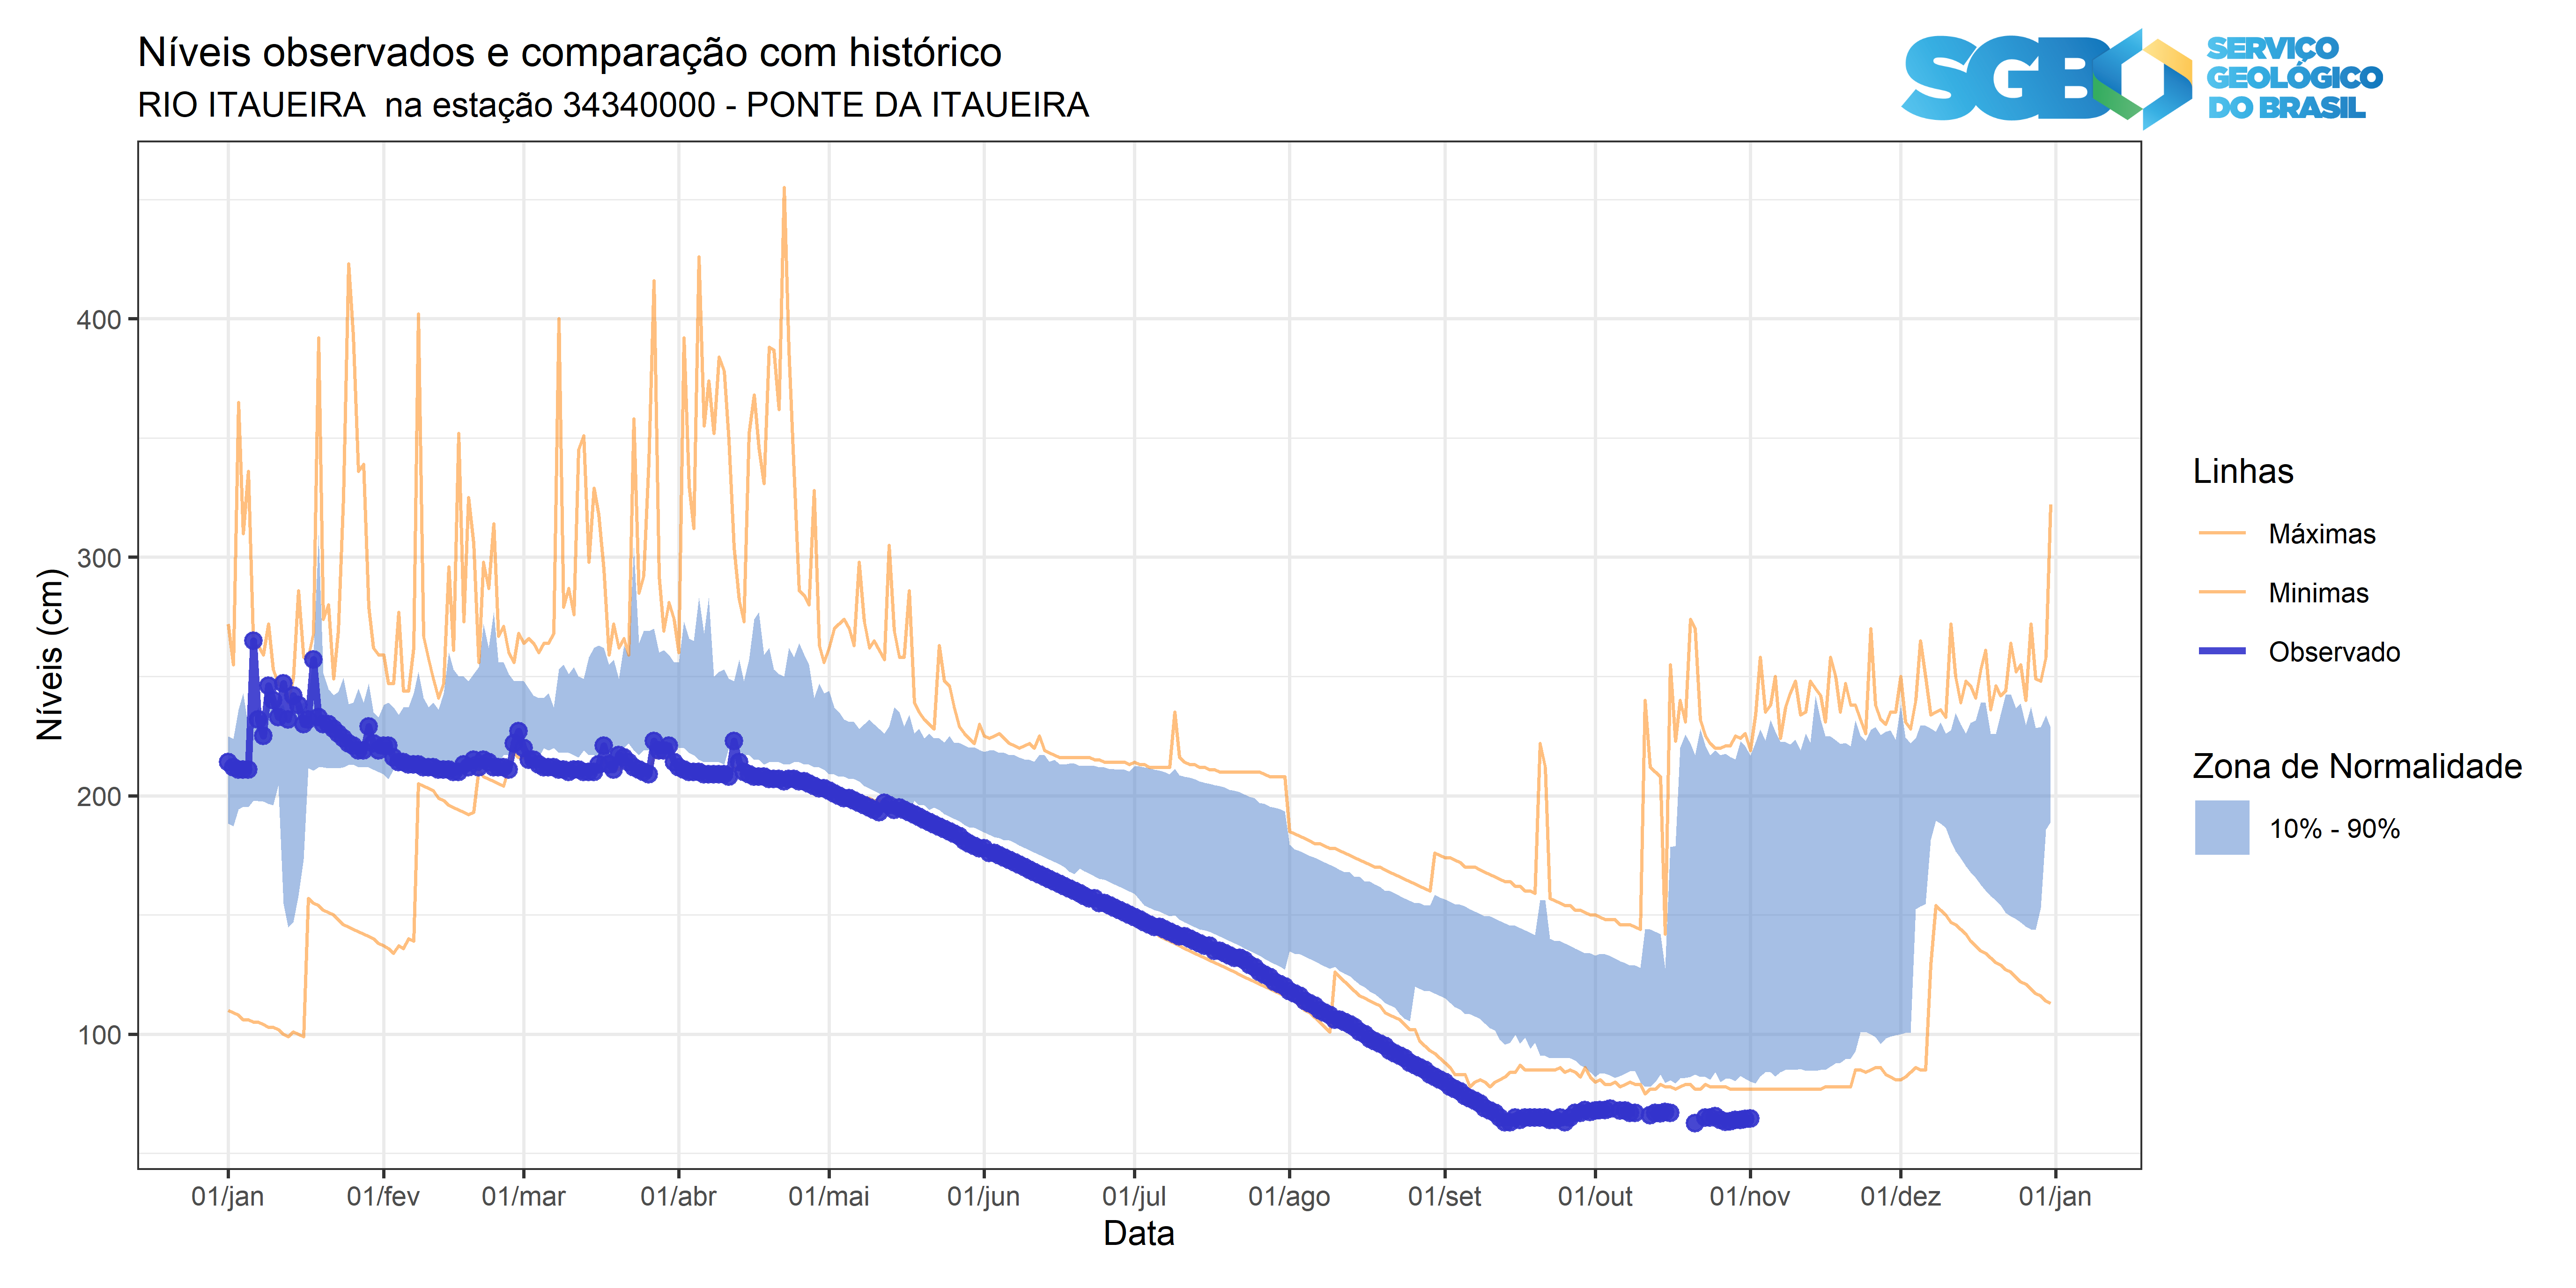 Níveis observados e comparação com histórico
RIO ITAUEIRA  na estação 34340000 - PONTE DA ITAUEIRA
SGB
SERVIÇO
GEOLÓGICO
DO BRASIL
Níveis (cm)
400
300
200
100
01/jan
01/fev
01/mar
01/abr
01/mai
01/jun
01/jul
01/ago
01/set
01/out
01/nov
01/dez
01/jan
Data
Linhas
Máximas
Minimas
Observado
Zona de Normalidade
10% - 90%